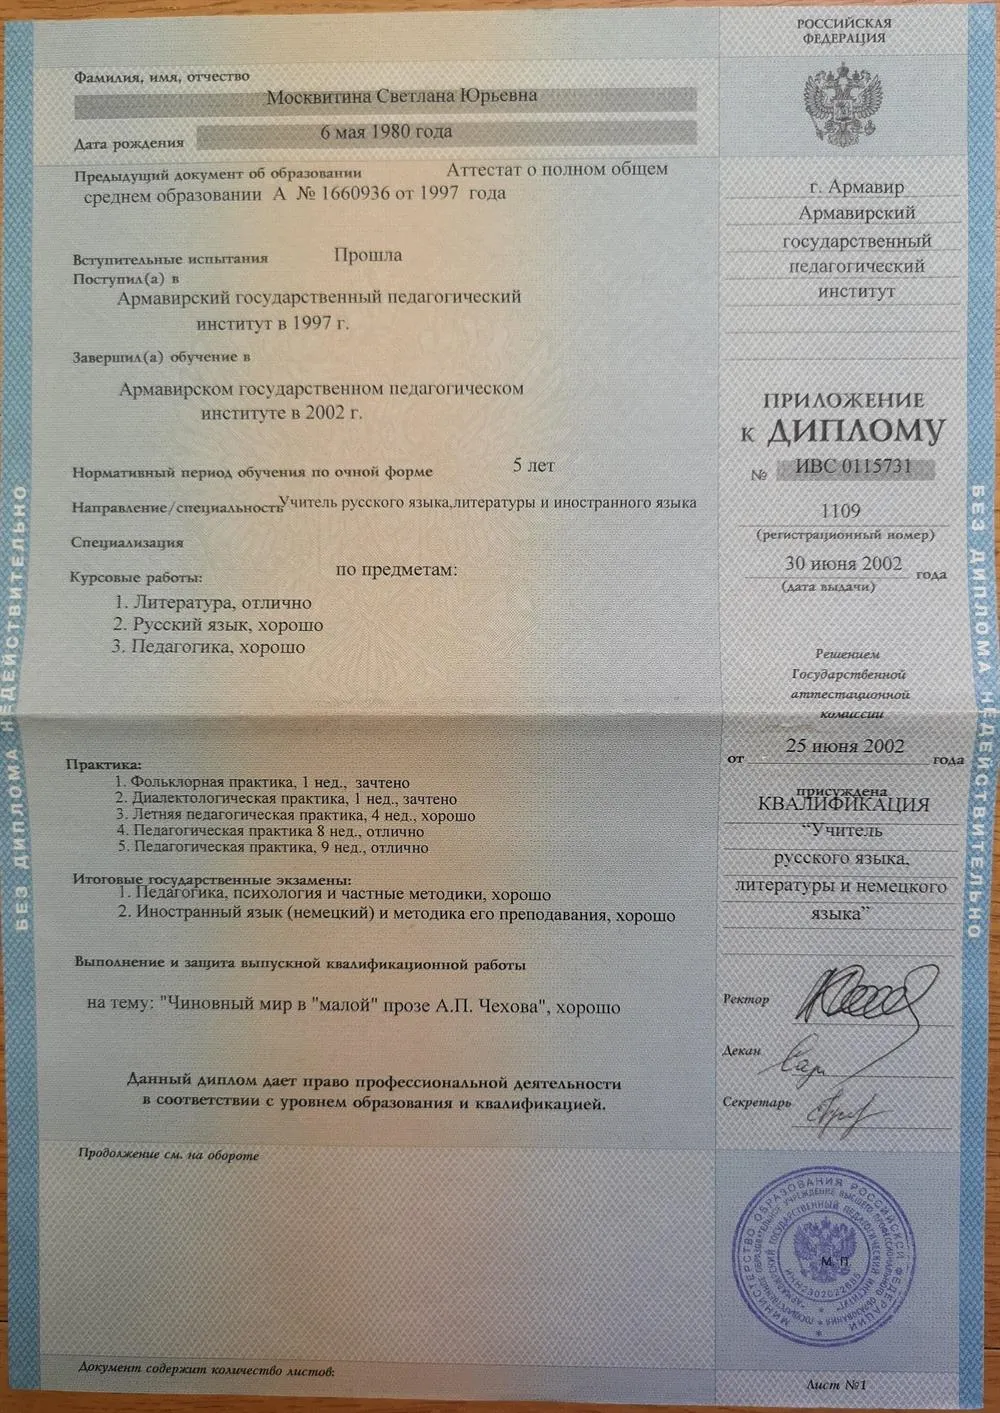 РОССИЙСКАЯ
ФЕДЕРАЦИЯ
Фамилия, имя, отчество
Москвитина Светлана Юрьевна
6 мая 1980 года
Дата рождения
Предыдущий документ об образовании Аттестат о полном общем
среднем образовании А № 1660936 от 1997 года
Вступительные испытания Прошла
Поступил(а) в
Армавирский государственный педагогический
институт в 1997 г.
Завершил(а) обучение в
Армавирском государственном педагогическом
институте в 2002 г.
Нормативный период обучения по очной форме 5 лет
Направление/специальность Учитель русского языка,литературы и иностранного языка
Специализация
Курсовые работы: по предметам:
1. Литература, отлично
2. Русский язык, хорошо
3. Педагогика, хорошо
Практика:
1. Фольклорная практика, 1 нед., зачтено
2. Диалектологическая практика, 1 нед., зачтено
3. Летняя педагогическая практика, 4 нед., хорошо
4. Педагогическая практика 8 нед., отлично
5. Педагогическая практика, 9 нед., отлично
Итоговые государственные экзамены:
1. Педагогика, психология и частные методики, хорошо
2. Иностранный язык (немецкий) и методика его преподавания, хорошо
Выполнение и защита выпускной квалификационной работы
на тему: "Чиновный мир в "малой" прозе А.П. Чехова", хорошо
Данный диплом дает право профессиональной деятельности
в соответствии с уровнем образования и квалификацией.
Продолжение см. на обороте
Документ содержит количество листов:
г. Армавир
Армавирский
государственный
педагогический
институт
ПРИЛОЖЕНИЕ
к ДИПЛОМУ
№ ИВС 0115731
1109
(регистрационный номер)
30 июня 2002 года
(дата выдачи)
Решением
Государственной
аттестационной
комиссии
от 25 июня 2002 года
присуждена
КВАЛИФИКАЦИЯ
“Учитель
русского языка,
литературы и немецкого
языка”
Ректор
Декан
Секретарь
МИНИСТЕРСТВО ОБРАЗОВАНИЯ РОССИЙСКОЙ ФЕДЕРАЦИИ
М. П.
Лист №1
БЕЗ ДИПЛОМА НЕДЕЙСТВИТЕЛЬНО
БЕЗ ДИПЛОМА НЕДЕЙСТВИТЕЛЬНО